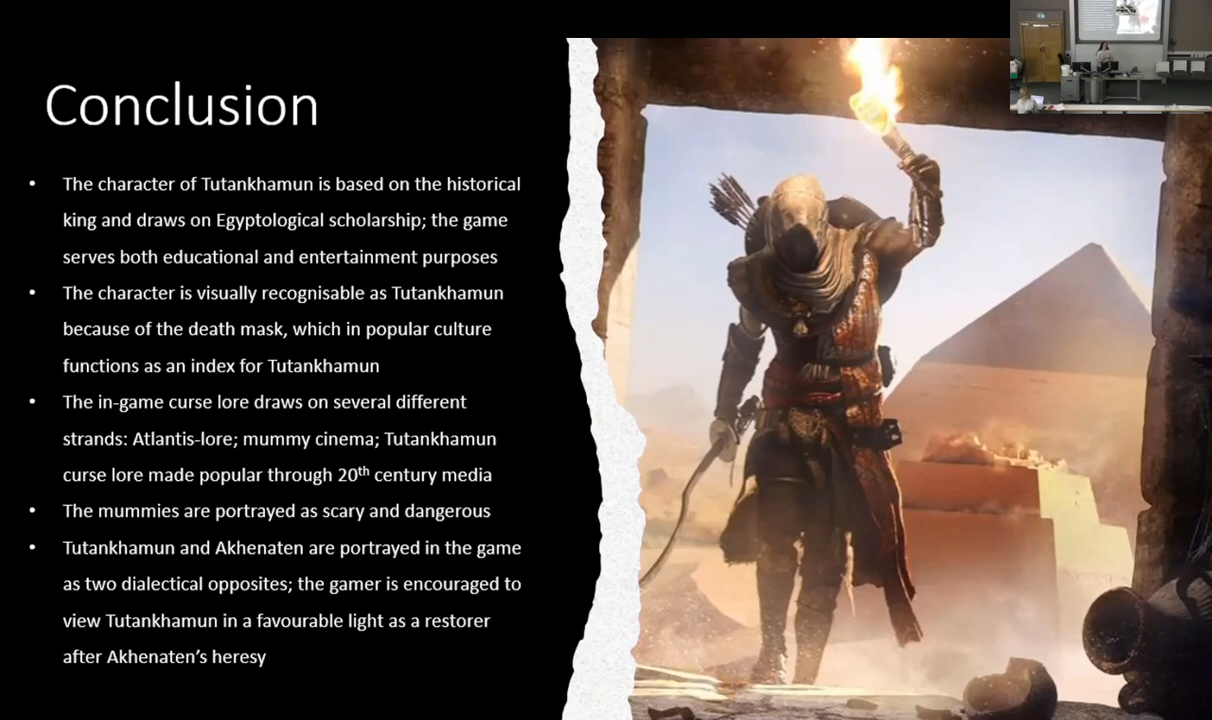 Conclusion
• The character of Tutankhamun is based on the historical
king and draws on Egyptological scholarship; the game
serves both educational and entertainment purposes
• The character is visually recognisable as Tutankhamun
because of the death mask, which in popular culture
functions as an index for Tutankhamun
• The in-game curse lore draws on several different
strands: Atlantis-lore; mummy cinema; Tutankhamun
curse lore made popular through 20th century media
• The mummies are portrayed as scary and dangerous
• Tutankhamun and Akhenaten are portrayed in the game
as two dialectical opposites; the gamer is encouraged to
view Tutankhamun in a favourable light as a restorer
after Akhenaten’s heresy